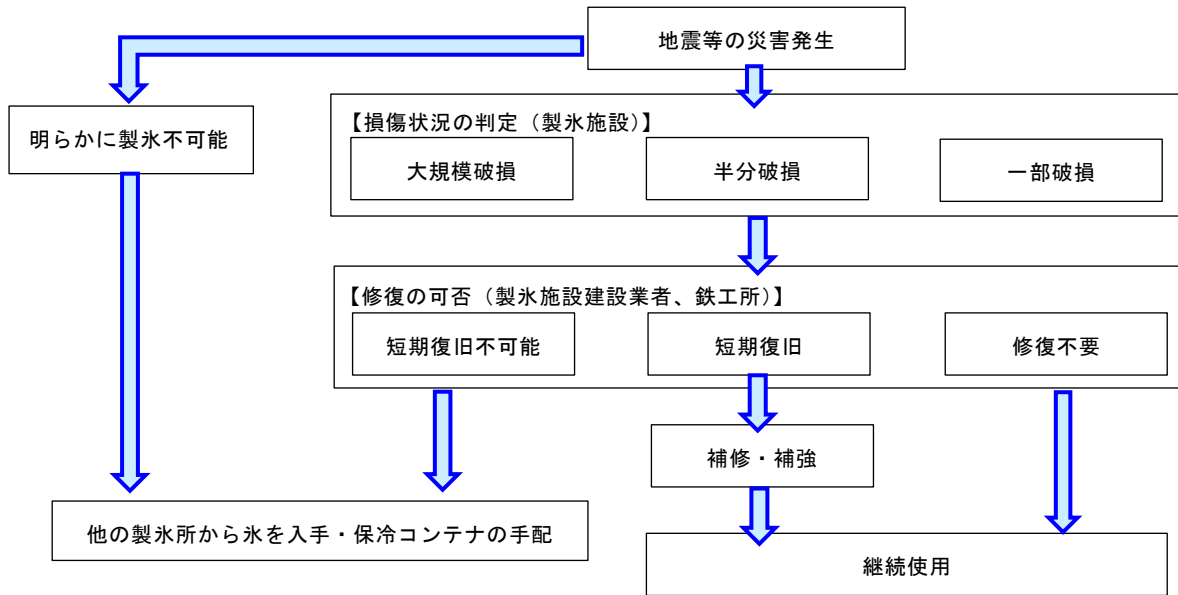 地震等の災害発生
明らかに製氷不可能
【損傷状況の判定（製氷施設）】
大規模破損
半分破損
一部破損
【修復の可否（製氷施設建設業者、鉄工所）】
短期復旧不可能
短期復旧
修復不要
補修・補強
他の製氷所から氷を入手・保冷コンテナの手配
継続使用